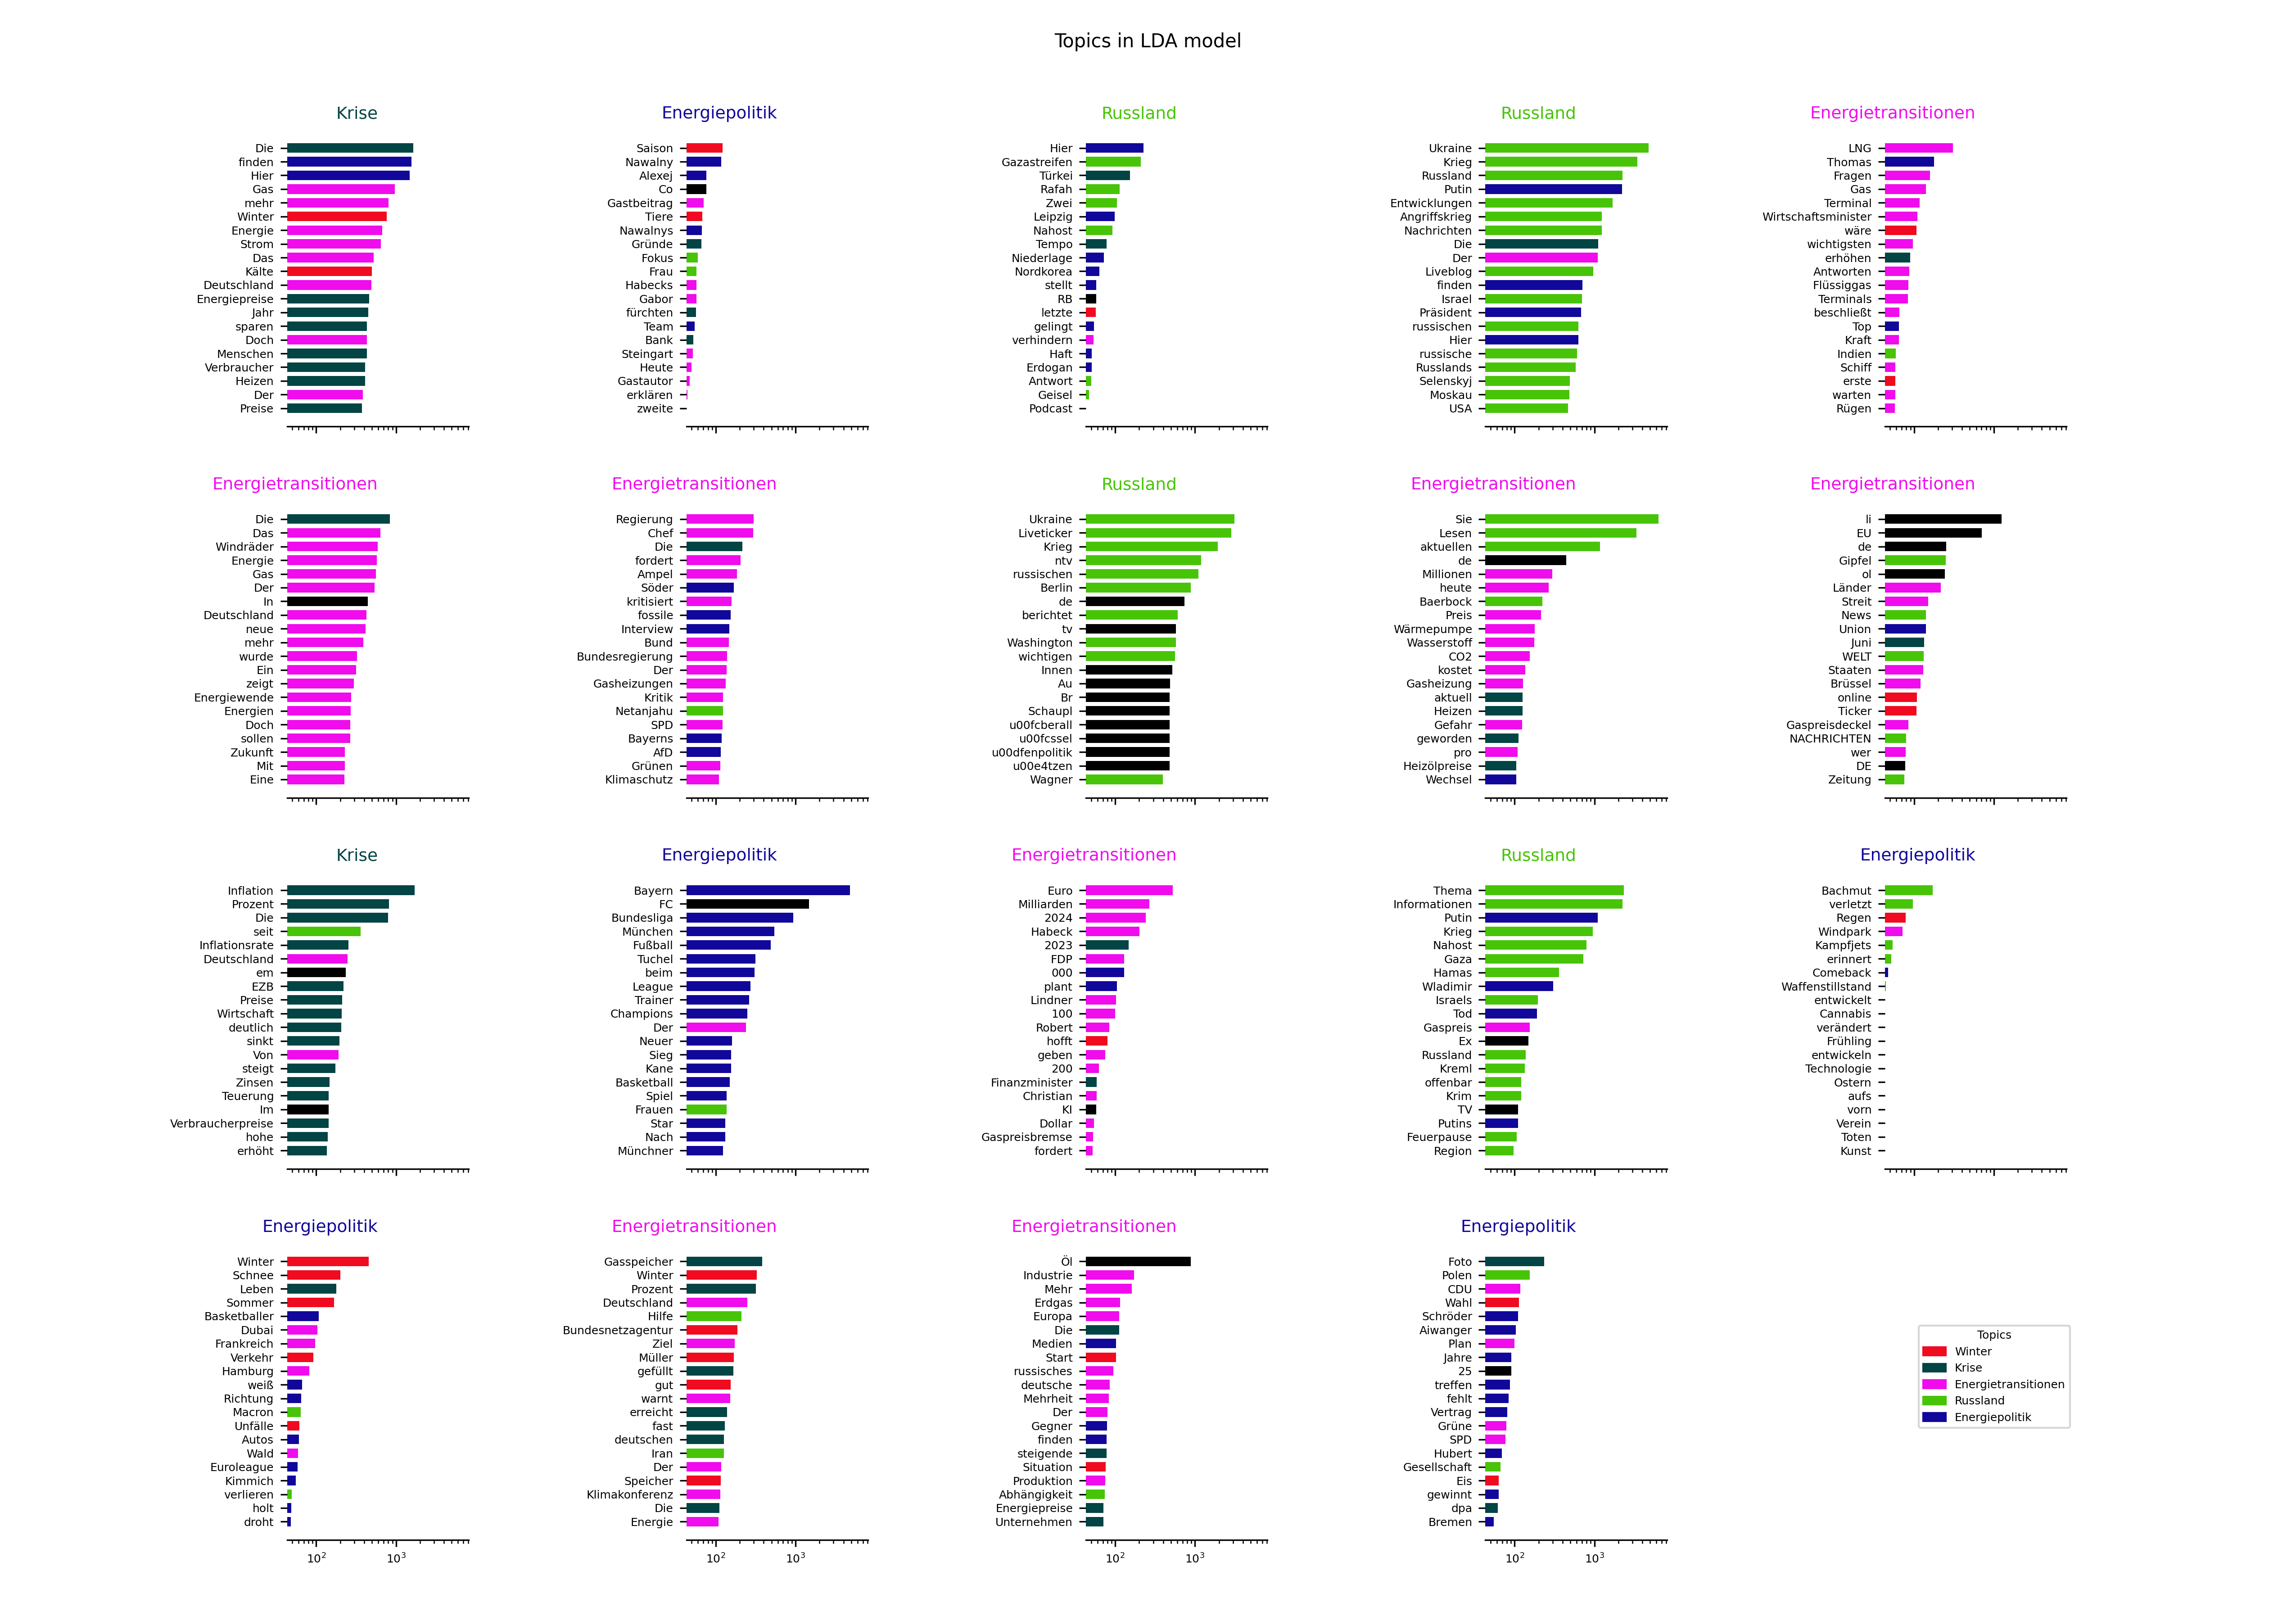 Topics in LDA model
Krise
Die
finden
Hier
Gas
mehr
Winter
Energie
Strom
Das
Kälte
Deutschland
Energiepreise
Jahr
sparen
Doch
Menschen
Verbraucher
Heizen
Der
Preise
Energiepolitik
Saison
Nawalny
Alexej
Co
Gastbeitrag
Tiere
Nawalnys
Gründe
Fokus
Frau
Habecks
Gabor
fürchten
Team
Bank
Steingart
Heute
Gastautor
erklären
zweite
Russland
Hier
Gazastreifen
Türkei
Rafah
Zwei
Leipzig
Nahost
Tempo
Niederlage
Nordkorea
stellt
RB
letzte
gelingt
verhindern
Haft
Erdogan
Antwort
Geisel
Podcast
Russland
Ukraine
Krieg
Russland
Putin
Entwicklungen
Angriffskrieg
Nachrichten
Die
Der
Liveblog
finden
Israel
Präsident
russischen
Hier
russische
Russlands
Selenskyj
Moskau
USA
Energietransitionen
LNG
Thomas
Fragen
Gas
Terminal
Wirtschaftsminister
wäre
wichtigsten
erhöhen
Antworten
Flüssiggas
Terminals
beschließt
Top
Kraft
Indien
Schiff
erste
warten
Rügen
Energietransitionen
Die
Das
Windräder
Energie
Gas
Der
In
Deutschland
neue
mehr
wurde
Ein
zeigt
Energiewende
Energien
Doch
sollen
Zukunft
Mit
Eine
Energietransitionen
Regierung
Chef
Die
fordert
Ampel
Söder
kritisiert
fossile
Interview
Bund
Bundesregierung
Der
Gasheizungen
Kritik
Netanjahu
SPD
Bayerns
AfD
Grünen
Klimaschutz
Russland
Ukraine
Liveticker
Krieg
ntv
russischen
Berlin
de
berichtet
tv
Washington
wichtigen
Innen
Au
Br
Schaupl
u00fcberall
u00fcssel
u00dfenpolitik
u00e4tzen
Wagner
Energietransitionen
Sie
Lesen
aktuellen
de
Millionen
heute
Baerbock
Preis
Wärmepumpe
Wasserstoff
CO2
kostet
Gasheizung
aktuell
Heizen
Gefahr
geworden
pro
Heizölpreise
Wechsel
Energietransitionen
li
EU
de
Gipfel
ol
Länder
Streit
News
Union
Juni
WELT
Staaten
Brüssel
online
Ticker
Gaspreisdeckel
NACHRICHTEN
wer
DE
Zeitung
Krise
Inflation
Prozent
Die
seit
Inflationsrate
Deutschland
em
EZB
Preise
Wirtschaft
deutlich
sinkt
Von
steigt
Zinsen
Teuerung
Im
Verbraucherpreise
hohe
erhöht
Energiepolitik
Bayern
FC
Bundesliga
München
Fußball
Tuchel
beim
League
Trainer
Champions
Der
Neuer
Sieg
Kane
Basketball
Spiel
Frauen
Star
Nach
Münchner
Energietransitionen
Euro
Milliarden
2024
Habeck
2023
FDP
000
plant
Lindner
100
Robert
hofft
geben
200
Finanzminister
Christian
KI
Dollar
Gaspreisbremse
fordert
Russland
Thema
Informationen
Putin
Krieg
Nahost
Gaza
Hamas
Wladimir
Israels
Tod
Gaspreis
Ex
Russland
Kreml
offenbar
Krim
TV
Putins
Feuerpause
Region
Energiepolitik
Bachmut
verletzt
Regen
Windpark
Kampfjets
erinnert
Comeback
Waffenstillstand
entwickelt
Cannabis
verändert
Frühling
entwickeln
Technologie
Ostern
aufs
vorn
Verein
Toten
Kunst
Energiepolitik
Winter
Schnee
Leben
Sommer
Basketballer
Dubai
Frankreich
Verkehr
Hamburg
weiß
Richtung
Macron
Unfälle
Autos
Wald
Euroleague
Kimmich
verlieren
holt
droht
10²
10³
Energietransitionen
Gasspeicher
Winter
Prozent
Deutschland
Hilfe
Bundesnetzagentur
Ziel
Müller
gefüllt
gut
warnt
erreicht
fast
deutschen
Iran
Der
Speicher
Klimakonferenz
Die
Energie
10²
10³
Energietransitionen
Öl
Industrie
Mehr
Erdgas
Europa
Die
Medien
Start
russisches
deutsche
Mehrheit
Der
Gegner
finden
steigende
Situation
Produktion
Abhängigkeit
Energiepreise
Unternehmen
10²
10³
Energiepolitik
Foto
Polen
CDU
Wahl
Schröder
Aiwanger
Plan
Jahre
25
treffen
fehlt
Vertrag
Grüne
SPD
Hubert
Gesellschaft
Eis
gewinnt
dpa
Bremen
10²
10³
Topics
Winter
Krise
Energietransitionen
Russland
Energiepolitik